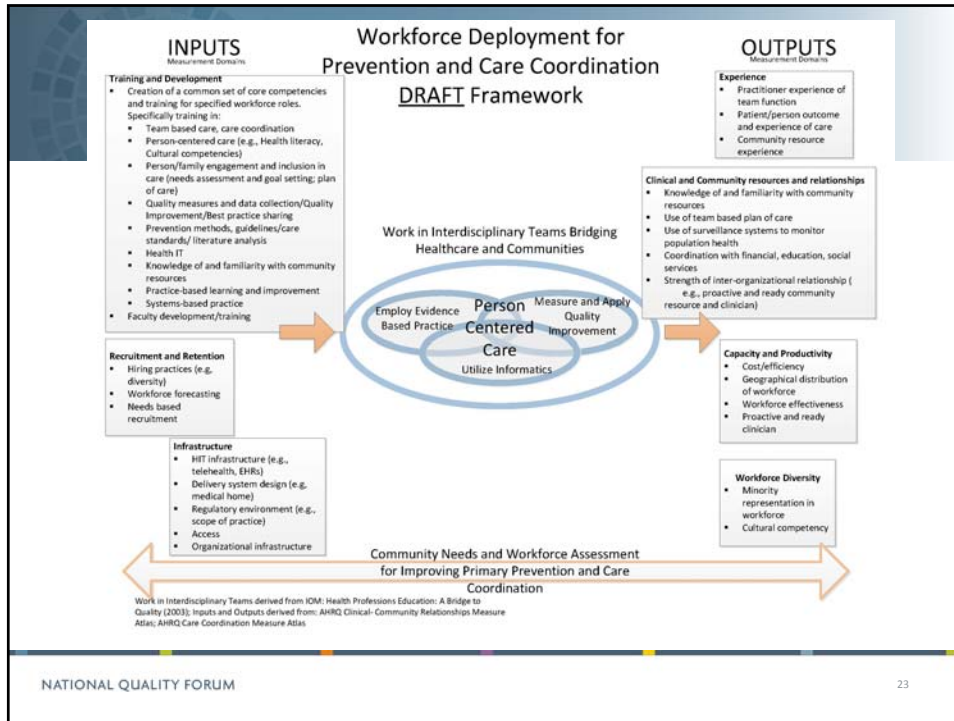 INPUTS
Measurement Domains
Workforce Deployment for
Prevention and Care Coordination
DRAFT Framework
OUTPUTS
Measurement Domains
Training and Development
▪ Creation of a common set of core competencies
and training for specified workforce roles.
Specifically training in:
▪ Team based care, care coordination
▪ Person-centered care (e.g., Health literacy,
Cultural competencies)
▪ Person/family engagement and inclusion in
care (needs assessment and goal setting; plan
of care)
▪ Quality measures and data collection/Quality
Improvement/Best practice sharing
▪ Prevention methods, guidelines/care
standards/ literature analysis
▪ Health IT
▪ Knowledge of and familiarity with community
resources
▪ Practice-based learning and improvement
▪ Systems-based practice
▪ Faculty development/training
Recruitment and Retention
▪ Hiring practices (e.g,
diversity)
▪ Workforce forecasting
▪ Needs based
recruitment
Infrastructure
▪ HIT infrastructure (e.g.,
telehealth, EHRs)
▪ Delivery system design (e.g,
medical home)
▪ Regulatory environment (e.g.,
scope of practice)
▪ Access
▪ Organizational infrastructure
Work in Interdisciplinary Teams Bridging
Healthcare and Communities
Employ Evidence
Based Practice
Person
Centered
Care
Measure and Apply
Quality
Improvement
Utilize Informatics
Experience
▪ Practitioner experience of
team function
▪ Patient/person outcome
and experience of care
▪ Community resource
experience
Clinical and Community resources and relationships
▪ Knowledge of and familiarity with community
resources
▪ Use of team based plan of care
▪ Use of surveillance systems to monitor
population health
▪ Coordination with financial, education, social
services
▪ Strength of inter-organizational relationship (
e.g., proactive and ready community
resource and clinician)
Capacity and Productivity
▪ Cost/efficiency
▪ Geographical distribution
of workforce
▪ Workforce effectiveness
▪ Proactive and ready
clinician
Workforce Diversity
▪ Minority
representation in
workforce
▪ Cultural competency
Community Needs and Workforce Assessment
for Improving Primary Prevention and Care
Coordination
Work in Interdisciplinary Teams derived from IOM: Health Professions Education: A Bridge to
Quality (2003); Inputs and Outputs derived from: AHRQ Clinical- Community Relationships Measure
Atlas; AHRQ Care Coordination Measure Atlas
NATIONAL QUALITY FORUM
23